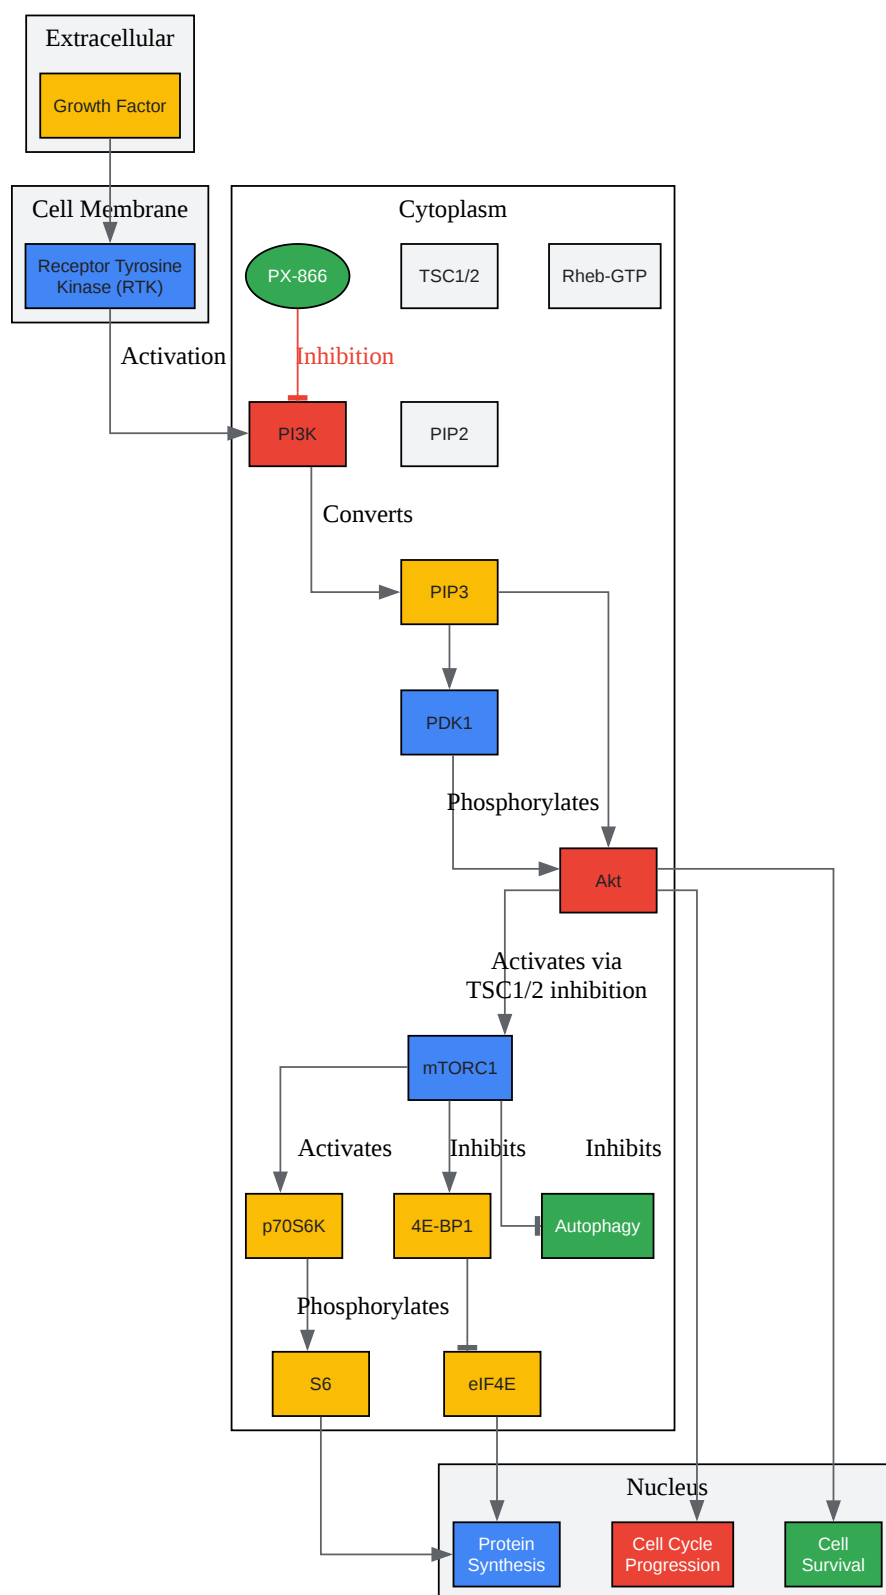 Extracellular
Growth Factor
Cell Membrane
Receptor Tyrosine
Kinase (RTK)
Cytoplasm
PX-866
TSC1/2
Rheb-GTP
Activation
Inhibition
PI3K
PIP2
Converts
PIP3
PDK1
Phosphorylates
Akt
Activates via
TSC1/2 inhibition
mTORC1
Activates
Inhibits
Inhibits
p70S6K
4E-BP1
Autophagy
Phosphorylates
S6
eIF4E
Nucleus
Protein
Synthesis
Cell Cycle
Progression
Cell
Survival